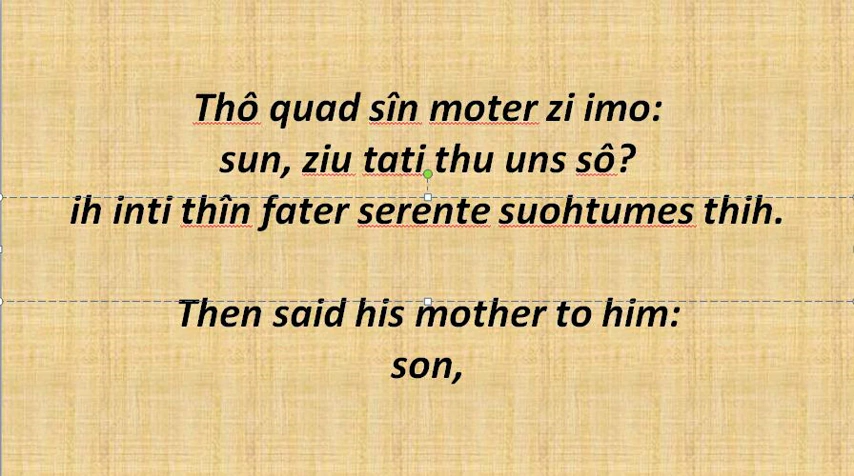 Thô quad sîn moter zi imo:
sun, ziu tati thu uns sô?
ih inti thîn fater serente suohtumes thih.
Then said his mother to him:
son,